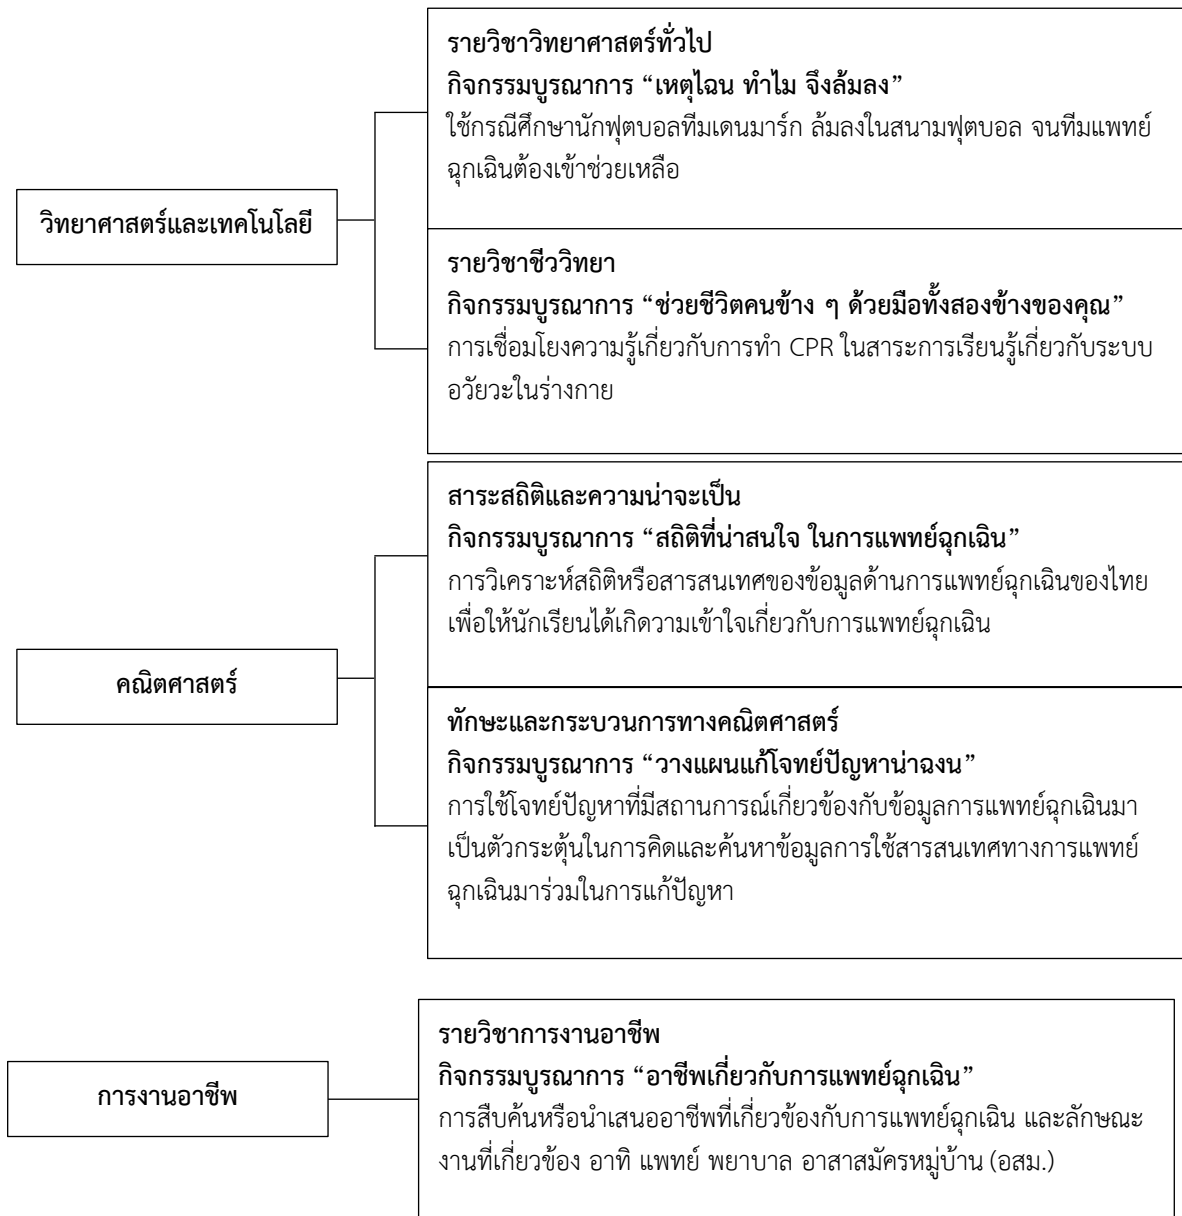 รายวิชาวิทยาศาสตร์ทั่วไป
กิจกรรมบูรณาการ “เหตุไฉน ทำไม จึงล้มลง”
ใช้กรณีศึกษานักฟุตบอลทีมเดนมาร์ก ล้มลงในสนามฟุตบอล จนทีมแพทย์
ฉุกเฉินต้องเข้าช่วยเหลือ
วิทยาศาสตร์และเทคโนโลยี
รายวิชาชีววิทยา
กิจกรรมบูรณาการ “ช่วยชีวิตคนข้าง ๆ ด้วยมือทั้งสองข้างของคุณ”
การเชื่อมโยงความรู้เกี่ยวกับการทำ CPR ในสาระการเรียนรู้เกี่ยวกับระบบ
อวัยวะในร่างกาย
สาระสถิติและความน่าจะเป็น
กิจกรรมบูรณาการ “สถิติที่น่าสนใจ ในการแพทย์ฉุกเฉิน”
การวิเคราะห์สถิติหรือสารสนเทศของข้อมูลด้านการแพทย์ฉุกเฉินของไทย
เพื่อให้นักเรียนได้เกิดความเข้าใจเกี่ยวกับการแพทย์ฉุกเฉิน
คณิตศาสตร์
ทักษะและกระบวนการทางคณิตศาสตร์
กิจกรรมบูรณาการ “วางแผนแก้โจทย์ปัญหาน่าฉงน”
การใช้โจทย์ปัญหาที่มีสถานการณ์เกี่ยวข้องกับข้อมูลการแพทย์ฉุกเฉินมา
เป็นตัวกระตุ้นในการคิดและค้นหาข้อมูลการใช้สารสนเทศทางการแพทย์
ฉุกเฉินมาร่วมในการแก้ปัญหา
รายวิชาการงานอาชีพ
กิจกรรมบูรณาการ “อาชีพเกี่ยวกับการแพทย์ฉุกเฉิน”
การงานอาชีพ
การสืบค้นหรือนำเสนออาชีพที่เกี่ยวข้องกับการแพทย์ฉุกเฉิน และลักษณะ
งานที่เกี่ยวข้อง อาทิ แพทย์ พยาบาล อาสาสมัครหมู่บ้าน (อสม.)